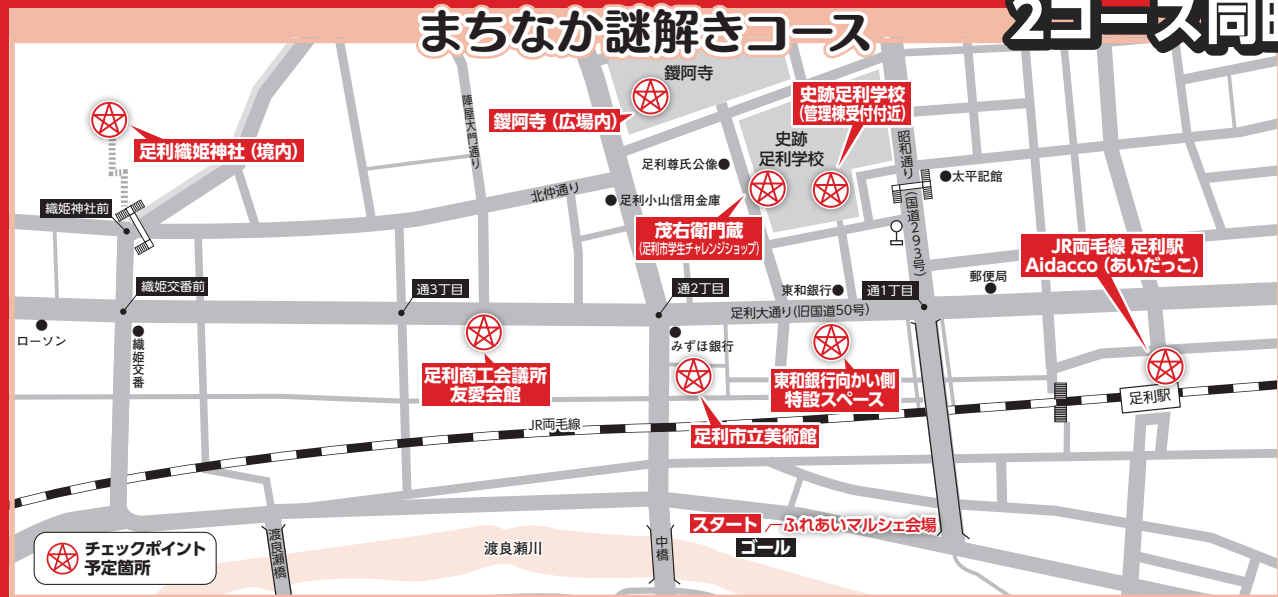 まちなか謎解きコース
2コース同
鑁阿寺
鑁阿寺（広場内）
史跡足利学校
（管理棟受付付近）
陣屋大門通り
足利織姫神社（境内）
史跡
足利学校
足利尊氏公像
昭和通り（国道293号）
太平記館
北仲通り
足利小山信用金庫
織姫神社前
茂右衛門蔵
（足利市学生チャレンジショップ）
JR両毛線 足利駅
Aidacco（あいだっこ）
郵便局
織姫交番前
通3丁目
通2丁目
東和銀行
通1丁目
足利大通り（旧国道50号）
ローソン
織姫交番
みずほ銀行
足利商工会議所
友愛会館
東和銀行向かい側
特設スペース
足利駅
JR両毛線
足利市立美術館
スタート
ふれあいマルシェ会場
ゴール
チェックポイント
予定箇所
渡良瀬橋
渡良瀬川
中橋